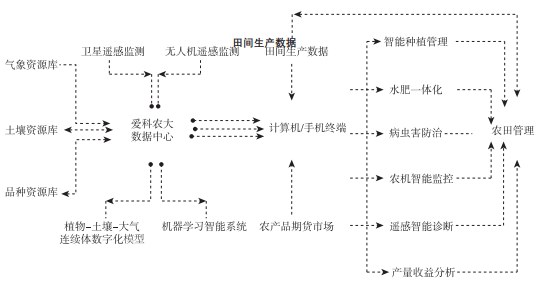 田间生产数据
卫星遥感监测
无人机遥感监测
田间生产数据
智能种植管理
气象资源库
水肥一体化
爱科农大
数据中心
计算机/手机终端
土壤资源库
病虫害防治
农田管理
品种资源库
农机智能监控
植物–土壤–大气
连续体数字化模型
机器学习智能系统
农产品期货市场
遥感智能诊断
产量收益分析